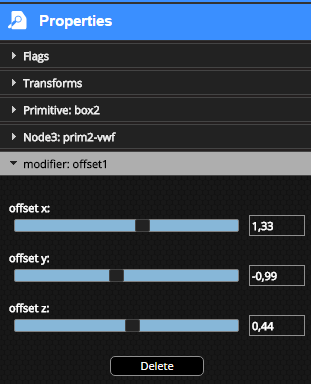 Properties
Flags
Transforms
Primitive: box2
Node3: prim2-vwf
modifier: offset1
offset x:
1,33
offset y:
-0,99
offset z:
0,44
Delete